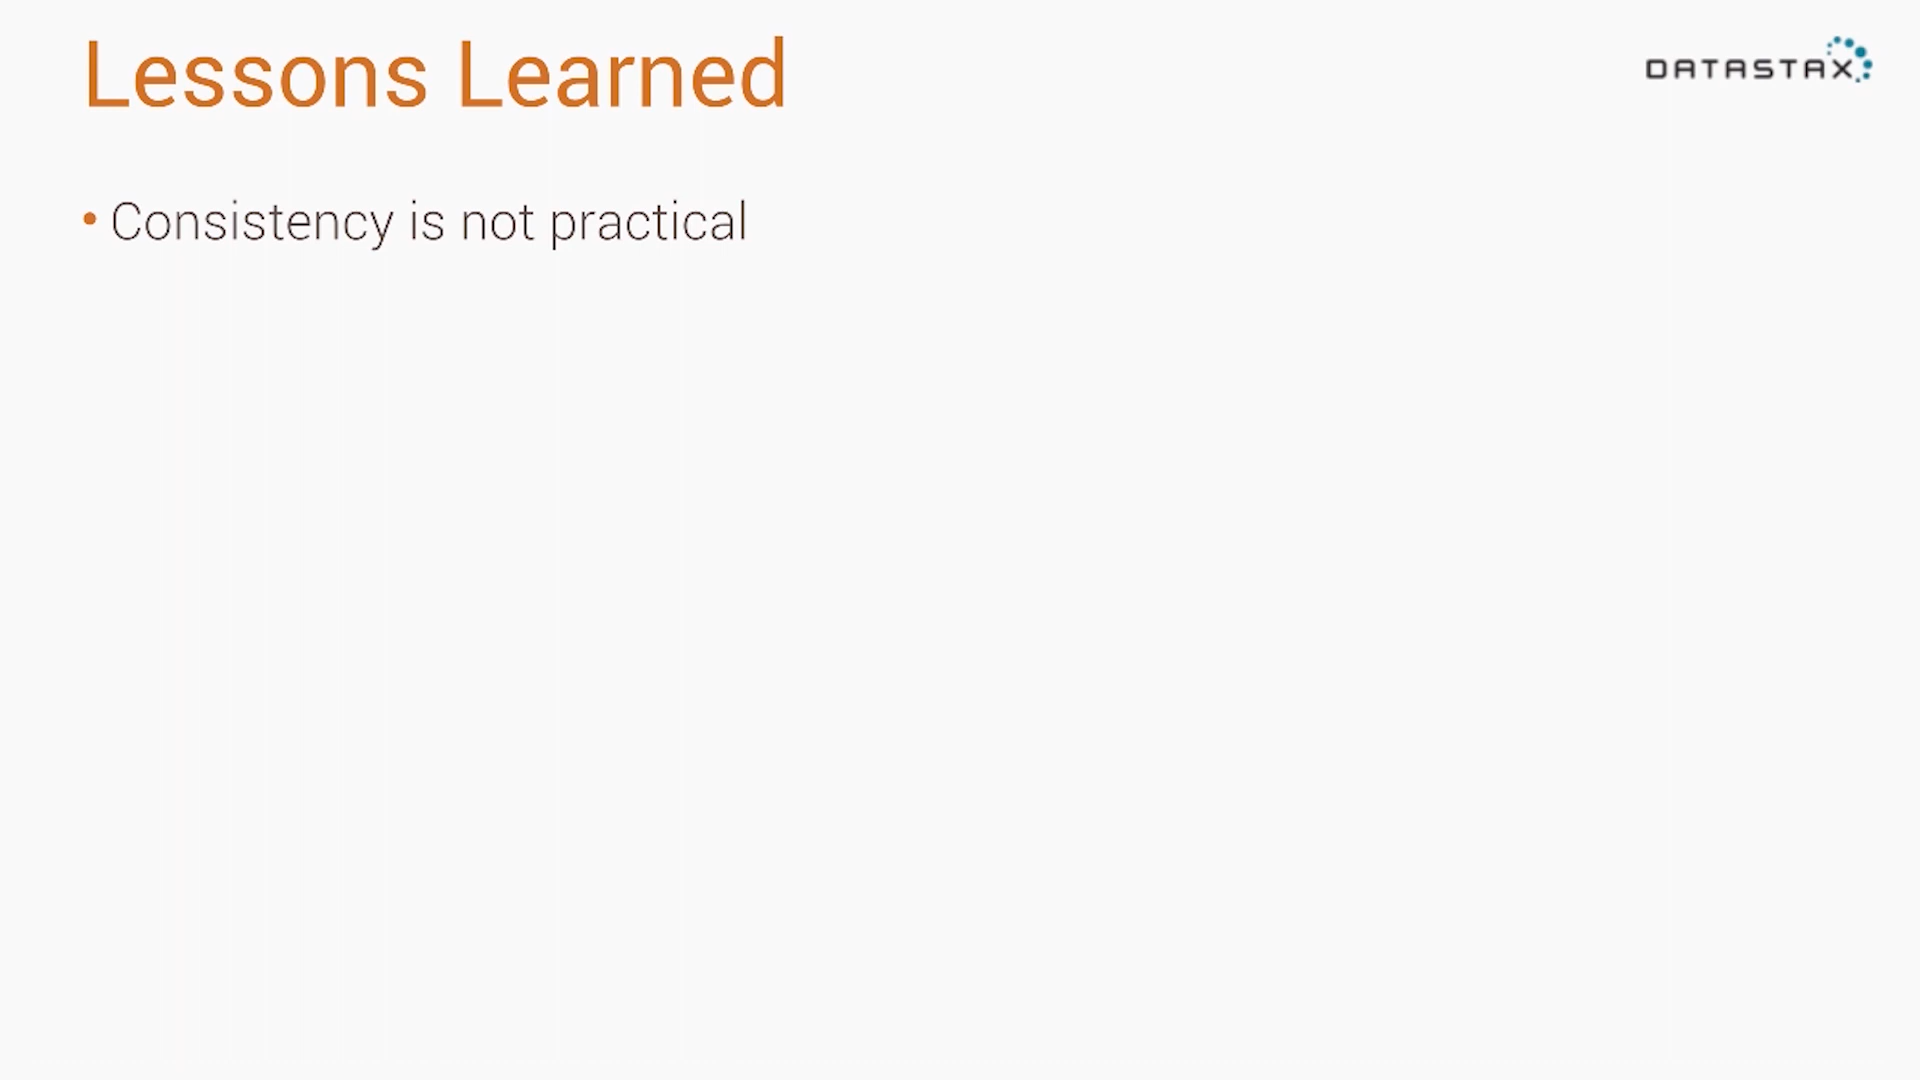 Lessons Learned
DATASTAX
• Consistency is not practical